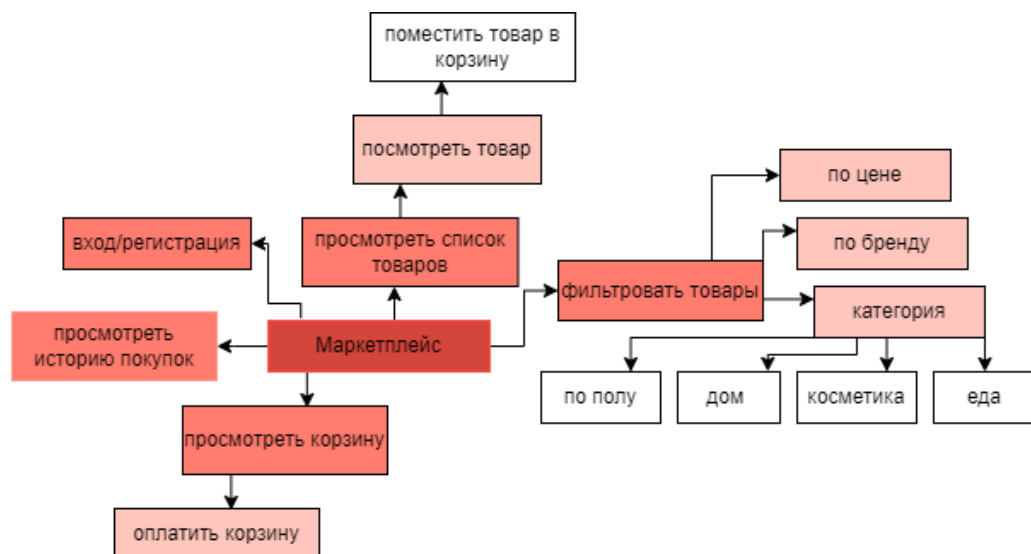 поместить товар в
корзину
посмотреть товар
по цене
вход/регистрация
просмотреть список
товаров
по бренду
фильтровать товары
категория
просмотреть
историю покупок
Маркетплейс
по полу
дом
косметика
еда
просмотреть корзину
оплатить корзину